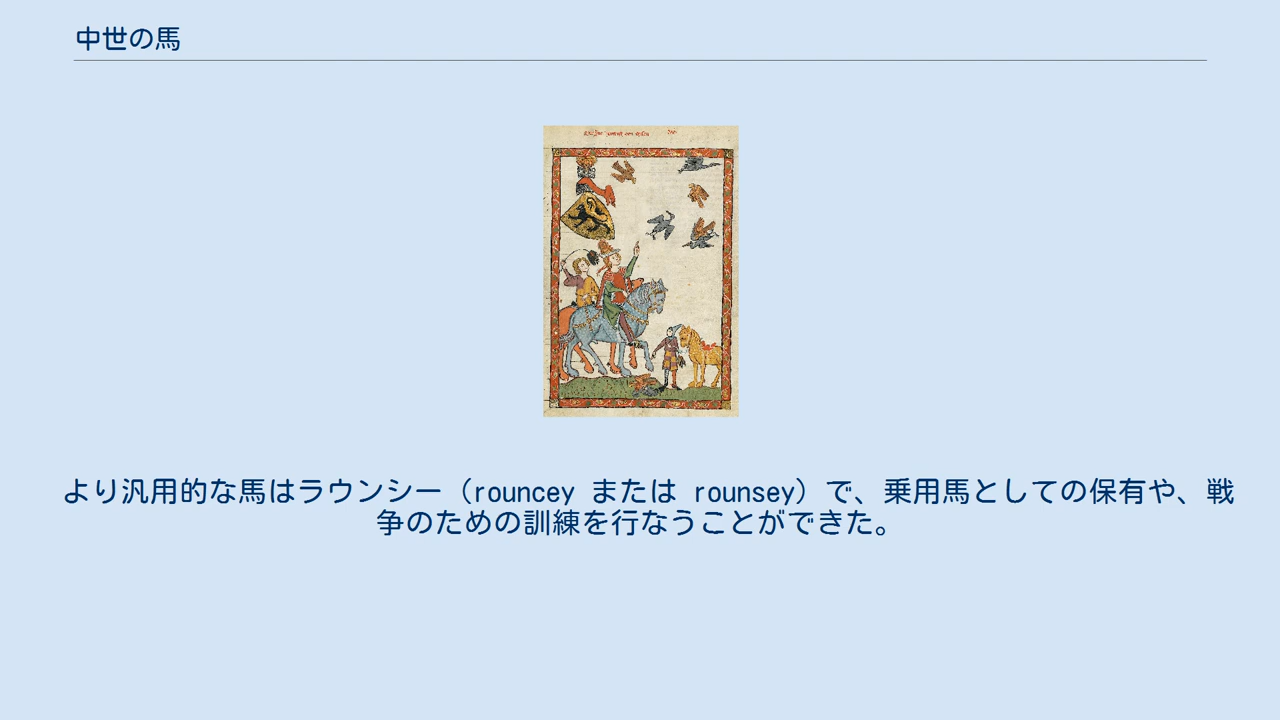 中世の馬
より汎用的な馬はラウンシー（rouncey または rounsey）で、乗用馬としての保有や、戦
争のための訓練を行なうことができた。